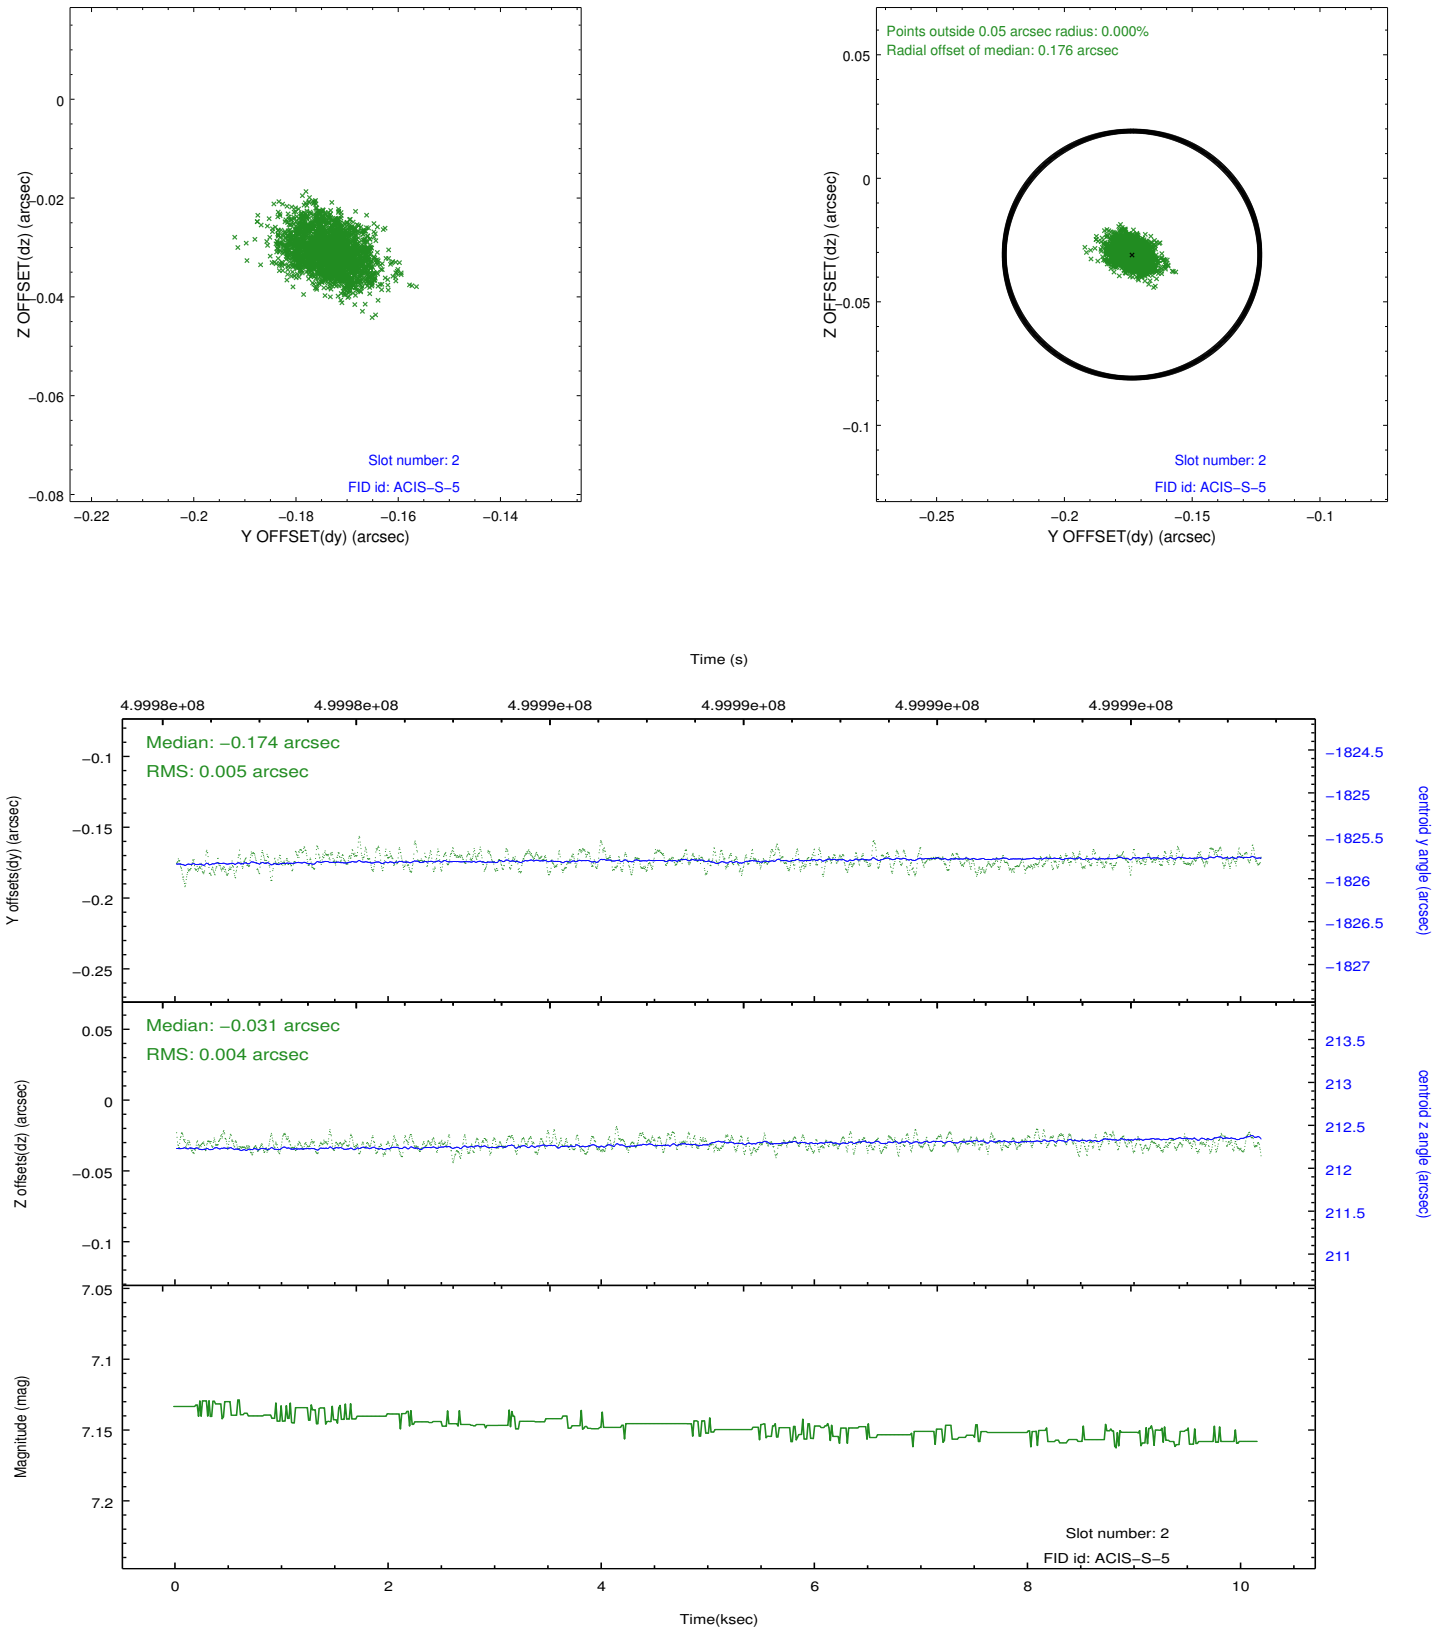 0
−0.02
−0.04
−0.06
−0.08
Z OFFSET(dz) (arcsec)
Slot number: 2
FID id: ACIS−S−5
−0.22
−0.2
−0.18
−0.16
−0.14
Y OFFSET(dy) (arcsec)
Points outside 0.05 arcsec radius: 0.000%
Radial offset of median: 0.176 arcsec
0.05
0
−0.05
−0.1
Z OFFSET(dz) (arcsec)
Slot number: 2
FID id: ACIS−S−5
−0.25
−0.2
−0.15
−0.1
Y OFFSET(dy) (arcsec)
Time (s)
4.9998e+08 4.9998e+08 4.9999e+08 4.9999e+08 4.9999e+08 4.9999e+08
Median: −0.174 arcsec
RMS: 0.005 arcsec
−0.1
−0.15
−0.2
−0.25
Y offsets(dy) (arcsec)
−1824.5
−1825
−1825.5
−1826
−1826.5
−1827
centroid y angle (arcsec)
Median: −0.031 arcsec
RMS: 0.004 arcsec
0.05
0
−0.05
−0.1
Z offsets(dz) (arcsec)
213.5
213
212.5
212
211.5
211
centroid z angle (arcsec)
7.05
7.1
7.15
7.2
Magnitude (mag)
Slot number: 2
FID id: ACIS−S−5
0 2 4 6 8 10
Time(ksec)